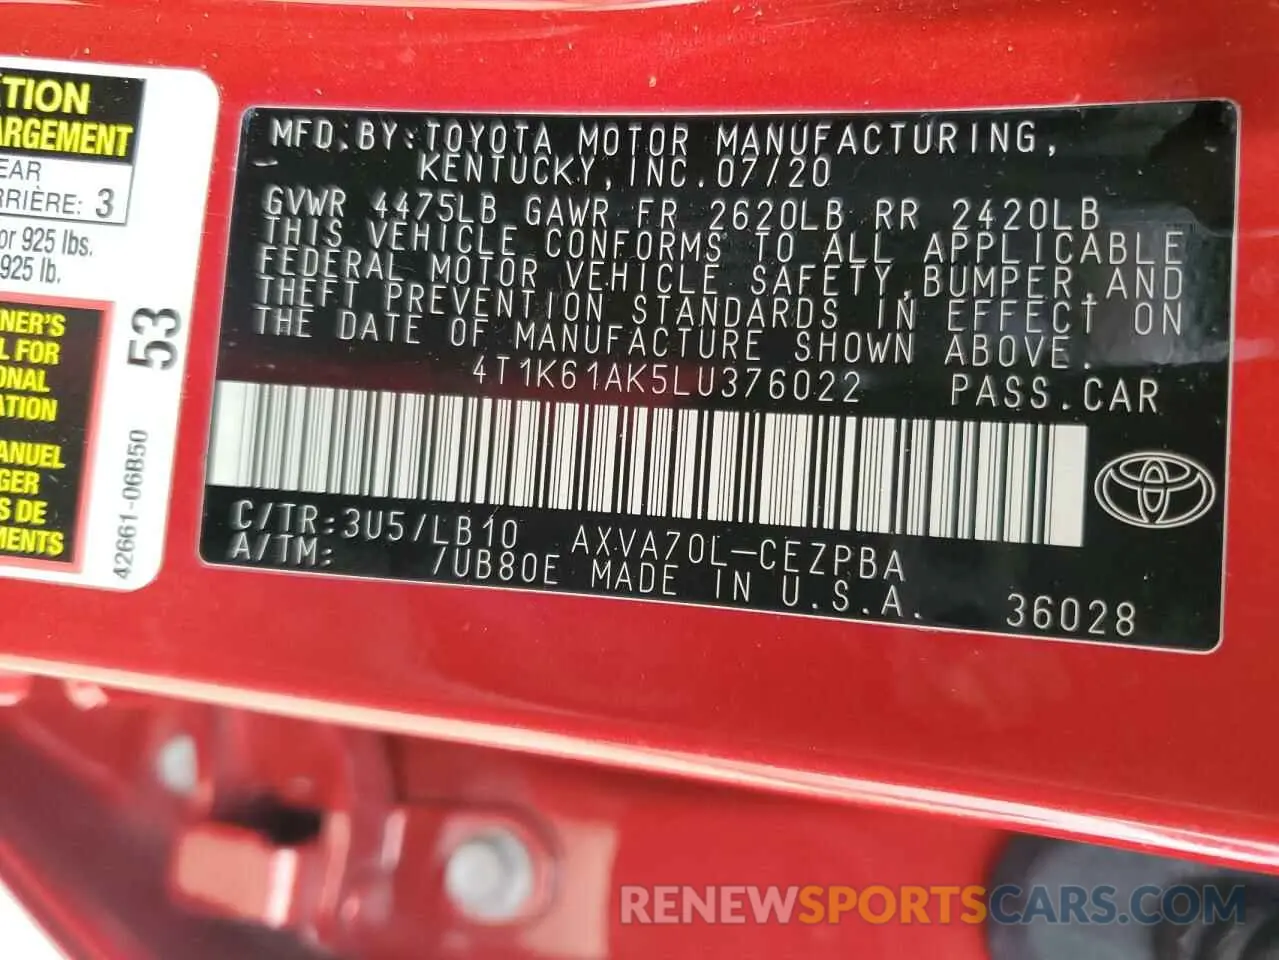 TION
ARGEMENT
EAR
RRIÈRE: 3
or 925 lbs.
925 lb.
NER'S
L FOR
ONAL
ATION
ANUEL
GER
S DE
MENTS
53
42661-06B50
MFD.BY:TOYOTA MOTOR MANUFACTURING,
KENTUCKY,INC.07/20
GVWR 4475LB GAWR FR 2620LB RR 2420LB
THIS VEHICLE CONFORMS TO ALL APPLICABLE
FEDERAL MOTOR VEHICLE SAFETY,BUMPER,AND
THEFT PREVENTION STANDARDS IN EFFECT ON
THE DATE OF MANUFACTURE SHOWN ABOVE.
4T1K61AK5LU376022 PASS.CAR
C/TR:3U5/LB10 AXVA70L-CEZPBA
A/TM: /UB80E MADE IN U.S.A. 36028
RENEWSPORTSCARS.COM